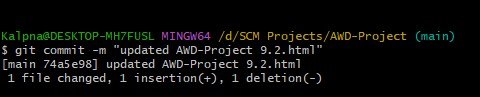 Kalpna@DESKTOP-MH7FUSL MINGW64 /d/SCM Projects/AWD-Project (main)
$ git commit -m "updated AWD-Project 9.2.html"
[main 74a5e98] updated AWD-Project 9.2.html
 1 file changed, 1 insertion(+), 1 deletion(-)